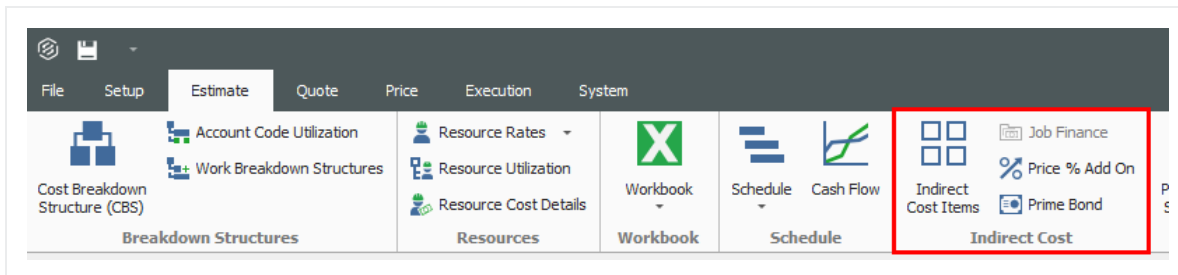 File Setup Estimate Quote Price Execution System
Account Code Utilization
Work Breakdown Structures
Cost Breakdown
Structure (CBS)
Breakdown Structures
Resource Rates
Resource Utilization
Resource Cost Details
Resources
Workbook
Workbook
Schedule
Cash Flow
Schedule
Indirect
Cost Items
Job Finance
Price % Add On
Prime Bond
Indirect Cost